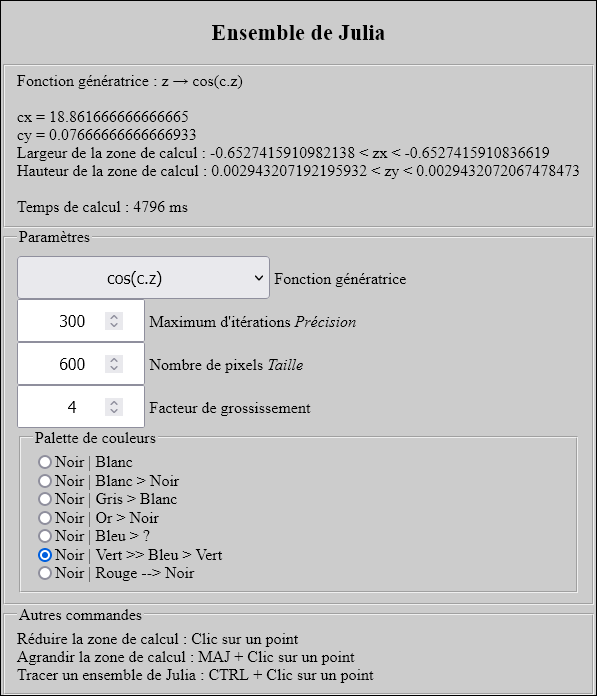 Ensemble de Julia
Fonction génératrice : z → cos(c.z)
cx = 18.861666666666665
cy = 0.07666666666666933
Largeur de la zone de calcul : -0.6527415910982138 < zx < -0.6527415910836619
Hauteur de la zone de calcul : 0.002943207192195932 < zy < 0.0029432072067478473
Temps de calcul : 4796 ms
Paramètres
cos(c.z) Fonction génératrice
300 Maximum d'itérations Précision
600 Nombre de pixels Taille
4 Facteur de grossissement
Palette de couleurs
Noir | Blanc
Noir | Blanc > Noir
Noir | Gris > Blanc
Noir | Or > Noir
Noir | Bleu > ?
Noir | Vert >> Bleu > Vert
Noir | Rouge --> Noir
Autres commandes
Réduire la zone de calcul : Clic sur un point
Agrandir la zone de calcul : MAJ + Clic sur un point
Tracer un ensemble de Julia : CTRL + Clic sur un point